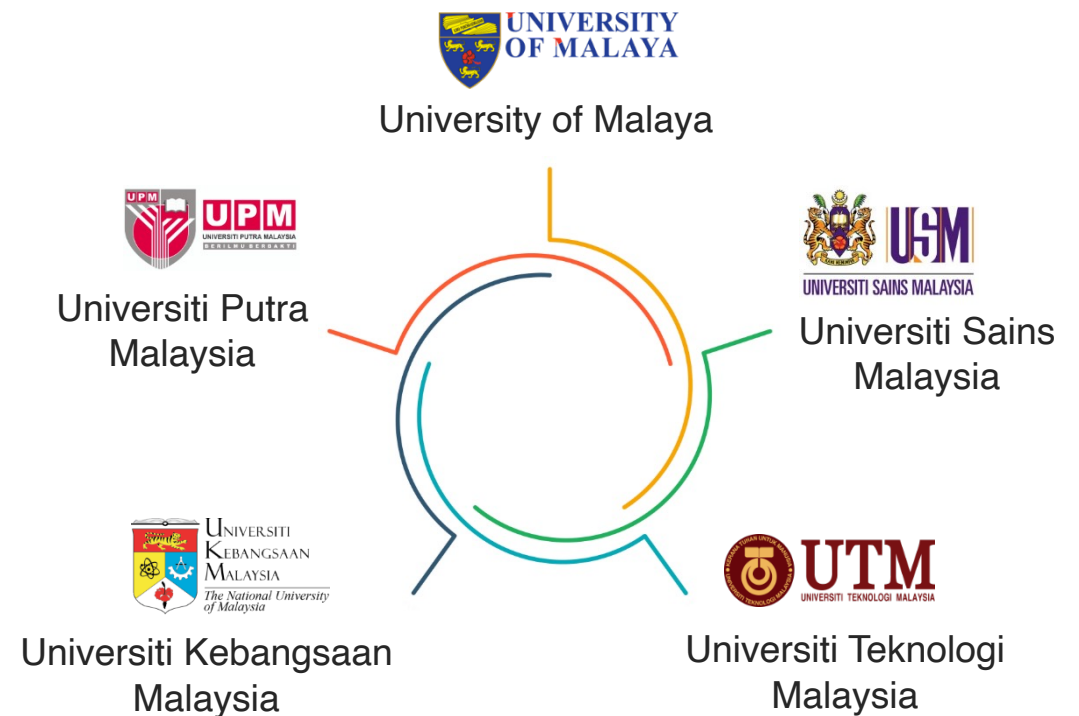 UNIVERSITY
OF MALAYA
University of Malaya
UPM
UPM
UNIVERSITI PUTRA MALAYSIA
BERILMU BERBAKTI
Universiti Putra
Malaysia
USM
UNIVERSITI SAINS MALAYSIA
Universiti Sains
Malaysia
UNIVERSITI
KEBANGSAAN
MALAYSIA
The National University
of Malaysia
Universiti Kebangsaan
Malaysia
UTM
UNIVERSITI TEKNOLOGI MALAYSIA
Universiti Teknologi
Malaysia